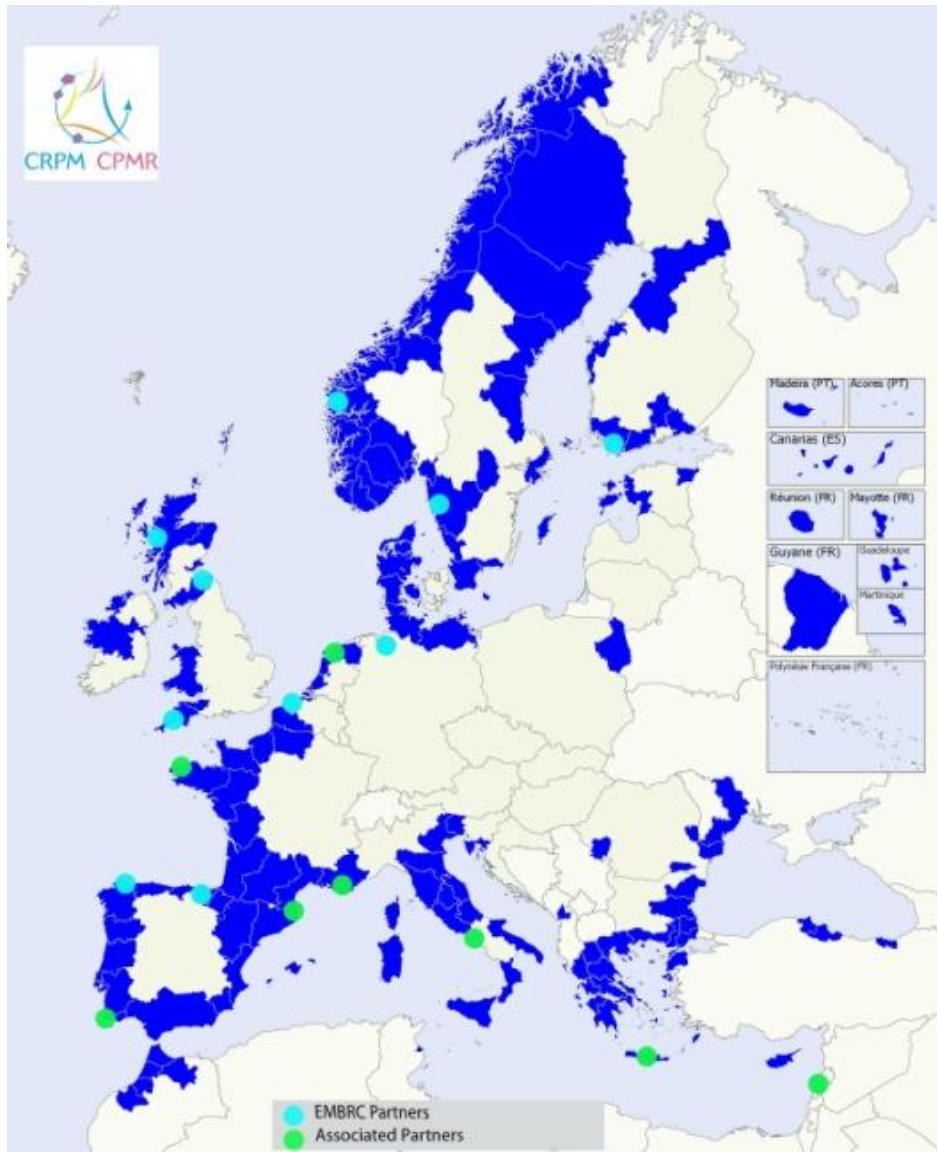 CRPM CPMR
Madeira (PT)
Acores (PT)
Canarias (ES)
Réunion (FR)
Mayotte (FR)
Guyane (FR)
Guadeloupe
Martinique
Polynésie Française (FR)
EMBRC Partners
Associated Partners